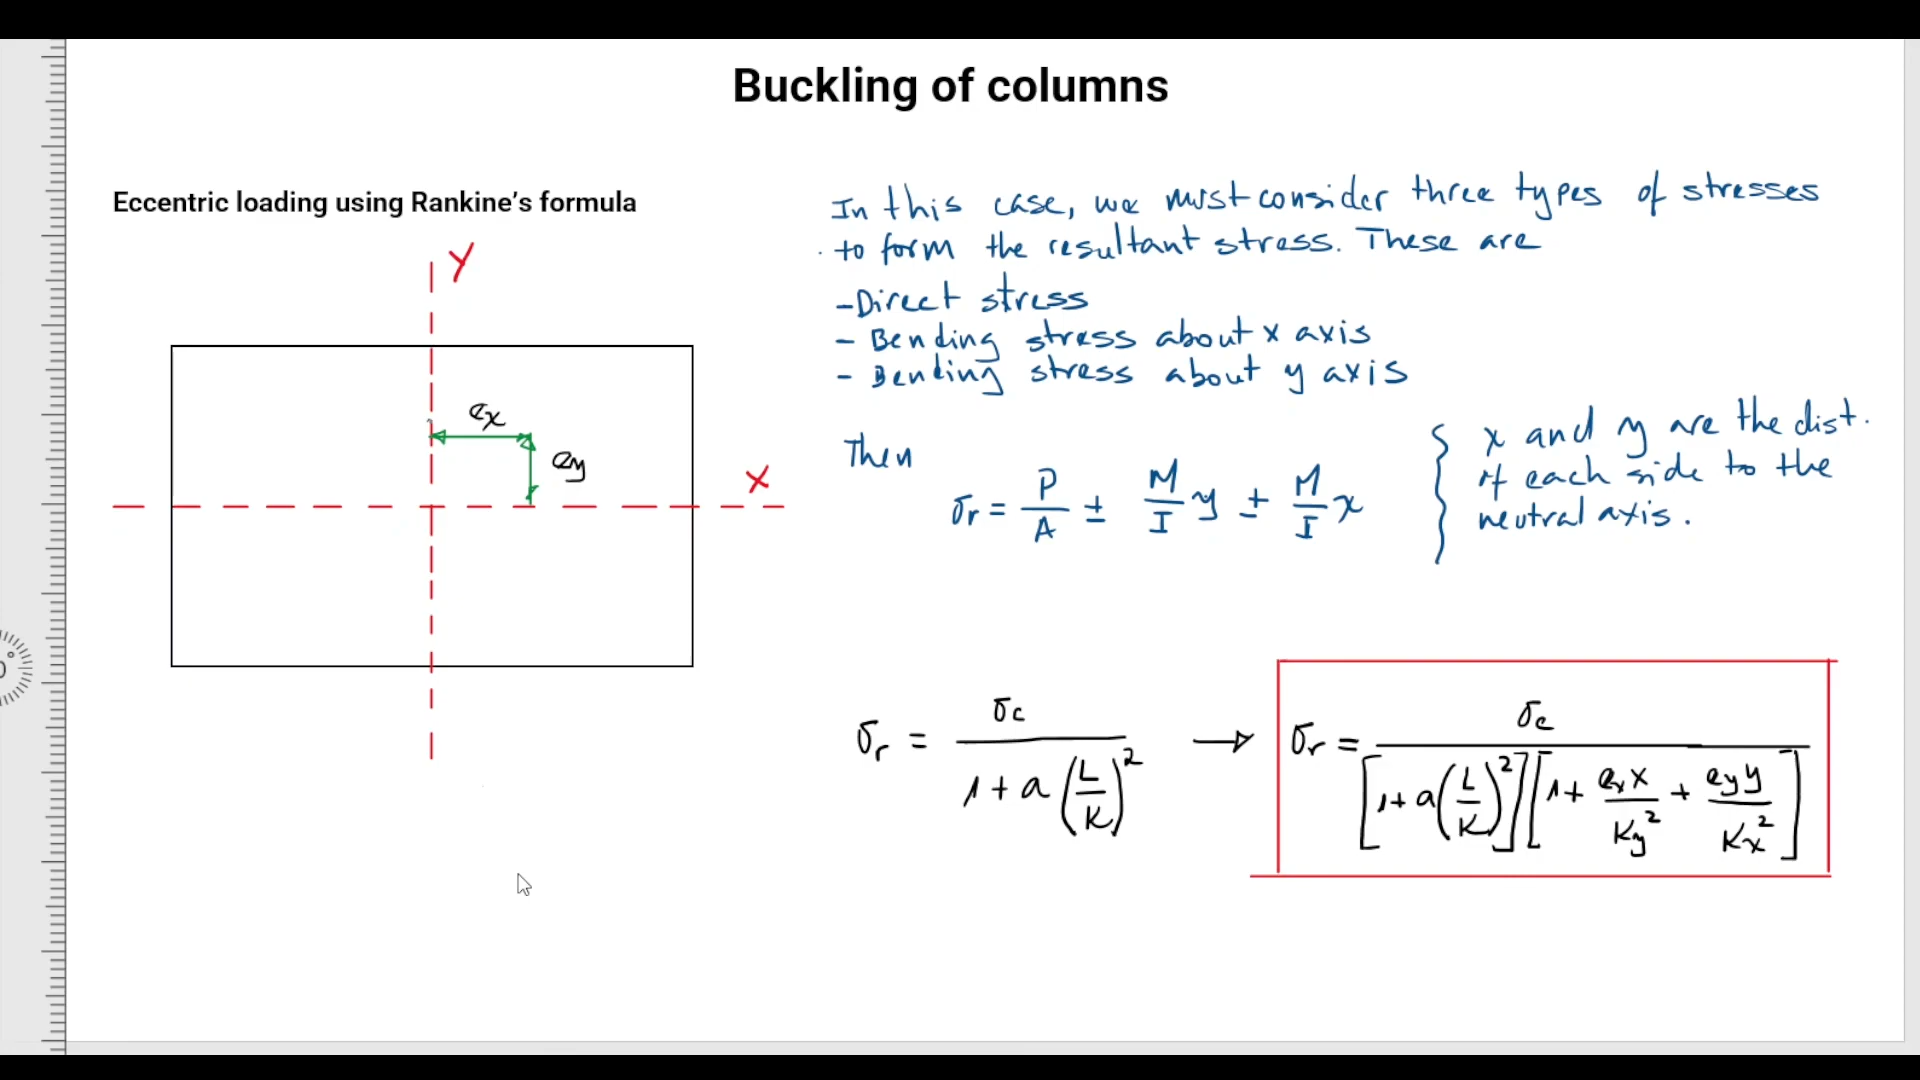 Buckling of columns
Eccentric loading using Rankine's formula
Y
ex
ey
X
In this case, we must consider three types of stresses
to form the resultant stress. These are
- Direct stress
- Bending stress about x axis
- Bending stress about y axis
Then
σr = P/A ± M/I y ± M/I x
x and y are the dist.
of each side to the
neutral axis.
σr = σc / (1 + a (L/K)²) → σr = σc / ([1 + a (L/K)²] [1 + ex x / Ky² + ey y / Kx²])